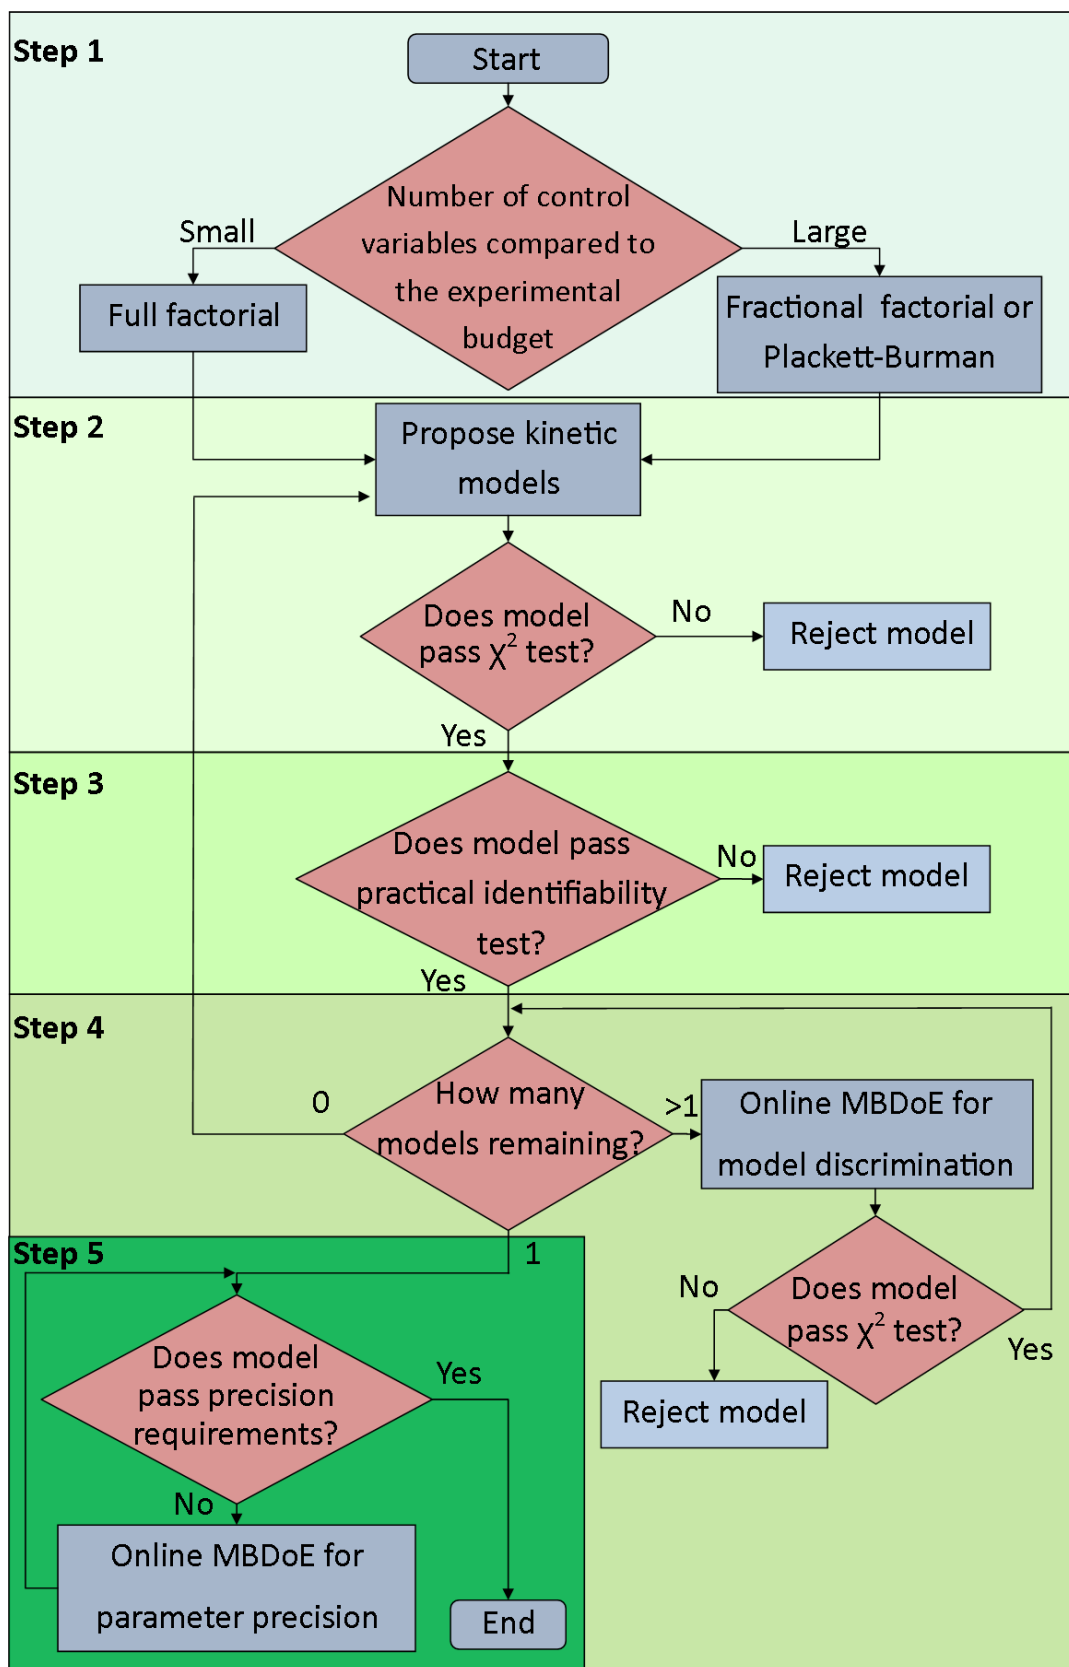 Step 1
Start
Number of control
variables compared to
the experimental
budget
Small
Large
Full factorial
Fractional factorial or
Plackett-Burman
Step 2
Propose kinetic
models
Does model
pass χ² test?
No
Reject model
Yes
Step 3
Does model pass
practical identifiability
test?
No
Reject model
Yes
Step 4
How many
models remaining?
0
>1
Online MBDoE for
model discrimination
1
Does model
pass χ² test?
No
Yes
Reject model
Step 5
Does model
pass precision
requirements?
Yes
No
Online MBDoE for
parameter precision
End